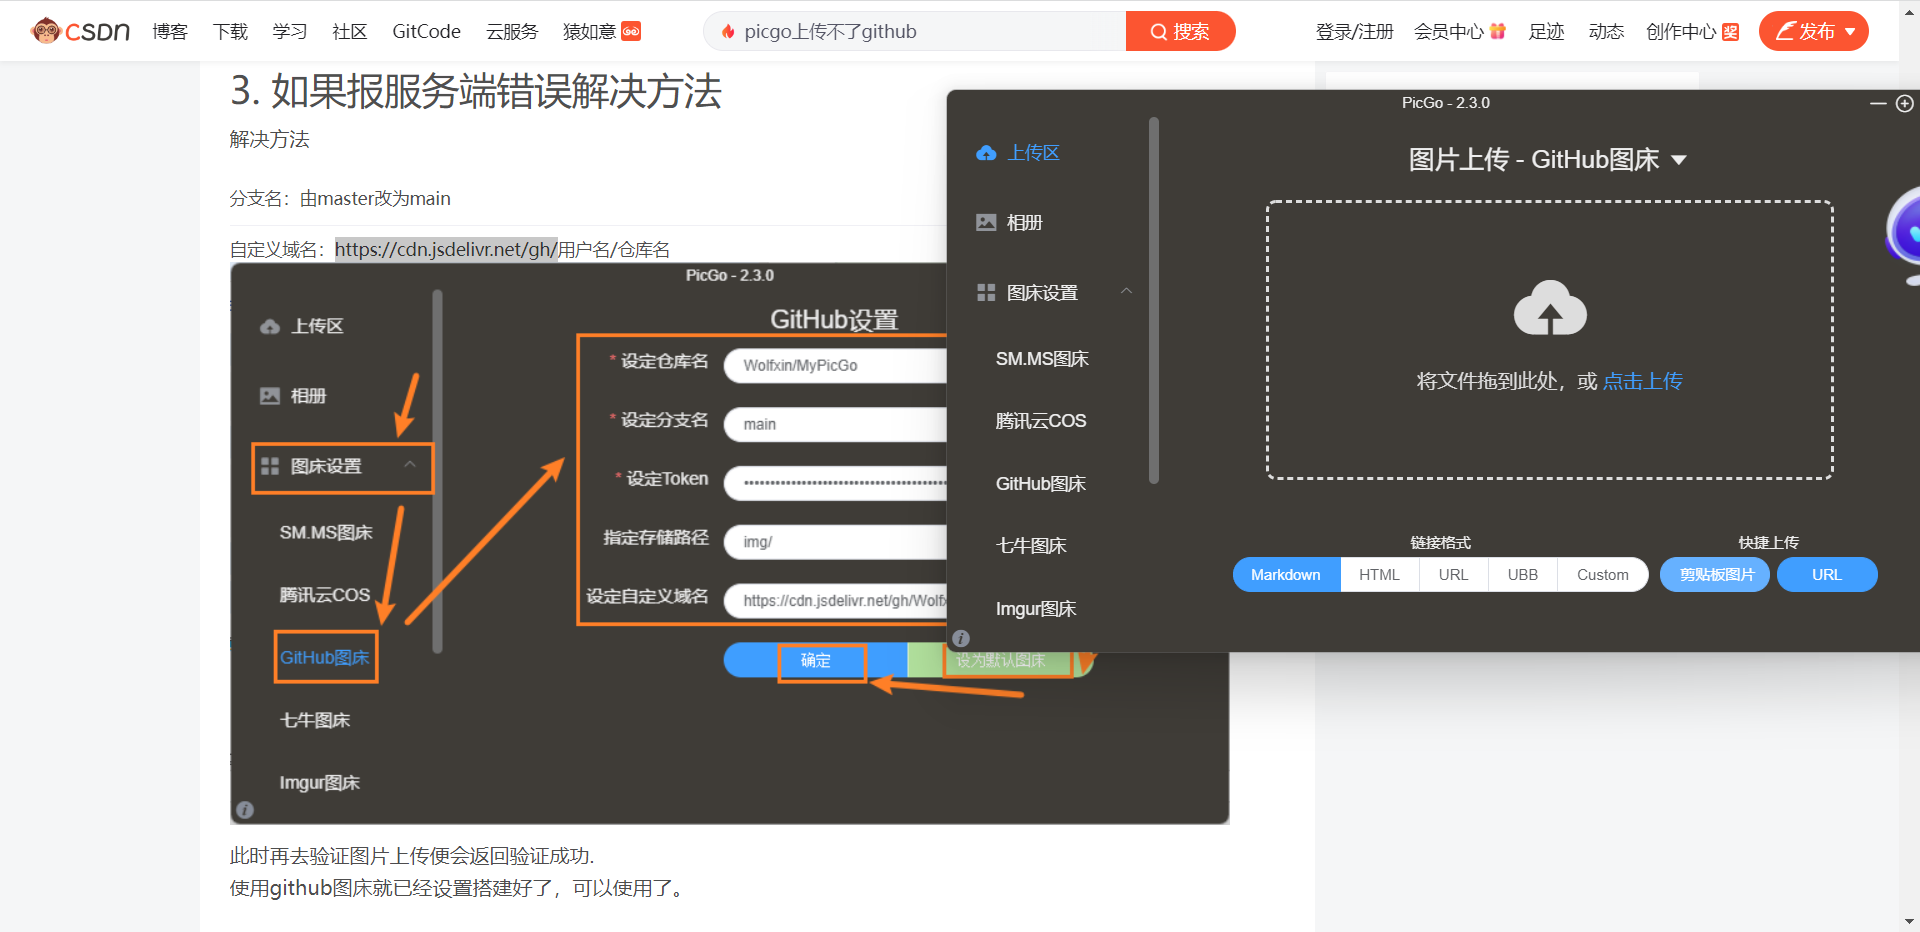 CSDN 博客 下载 学习 社区 GitCode 云服务 猿如意 picgo上传不了github 搜索 登录/注册 会员中心 足迹 动态 创作中心 奖 发布
3. 如果报服务端错误解决方法
解决方法
分支名：由master改为main
自定义域名：https://cdn.jsdelivr.net/gh/用户名/仓库名
PicGo - 2.3.0
上传区
相册
图床设置
SM.MS图床
腾讯云COS
GitHub图床
七牛图床
Imgur图床
GitHub设置
* 设定仓库名 Wolfxin/MyPicGo
* 设定分支名 main
* 设定Token ••••••••••••••••••••••••••••••••••••••
指定存储路径 img/
设定自定义域名 https://cdn.jsdelivr.net/gh/Wolfx
确定 设为默认图床
PicGo - 2.3.0
上传区
相册
图床设置
SM.MS图床
腾讯云COS
GitHub图床
七牛图床
Imgur图床
图片上传 - GitHub图床
将文件拖到此处，或 点击上传
链接格式 快捷上传
Markdown HTML URL UBB Custom 剪贴板图片 URL
此时再去验证图片上传便会返回验证成功.
使用github图床就已经设置搭建好了，可以使用了。